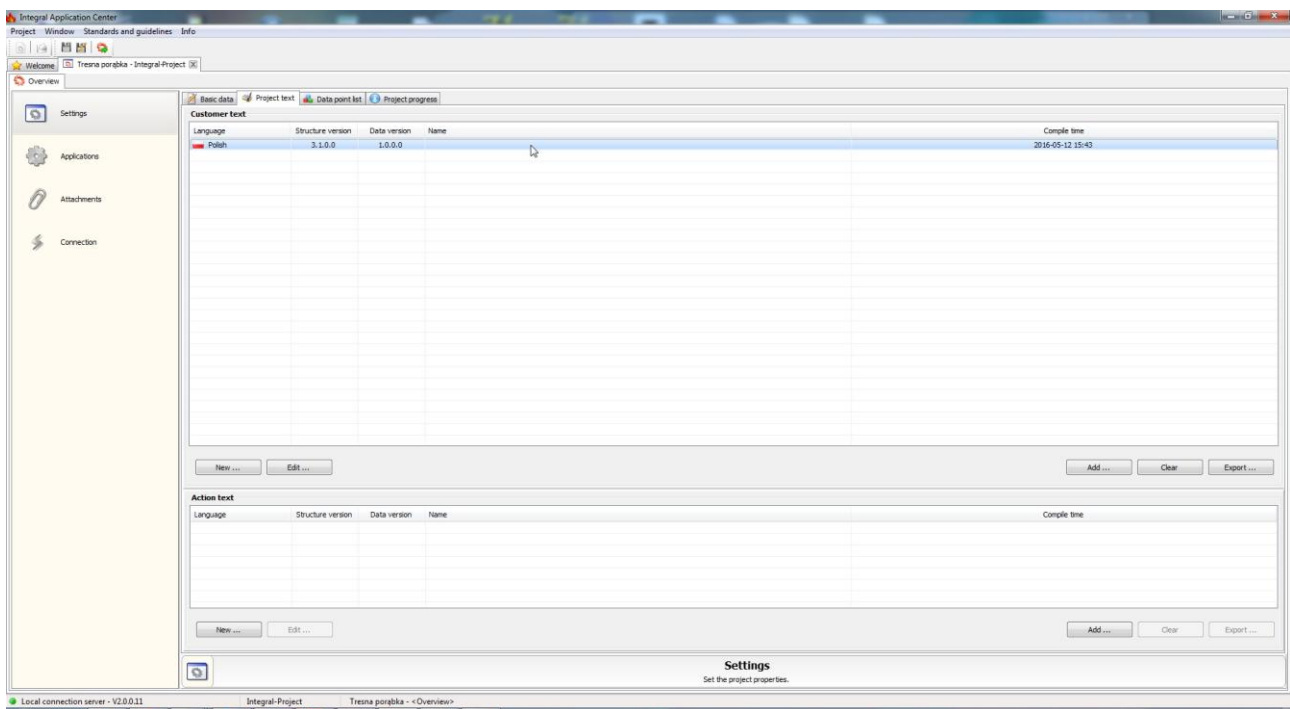 Integral Application Center
Project Window Standards and guidelines Info
Welcome Tresna porąbka - Integral-Project
Overview
Settings
Applications
Attachments
Connection
Basic data Project text Data point list Project progress
Customer text
Language Structure version Data version Name Compile time
Polish 3.1.0.0 1.0.0.0 2016-05-12 15:43
New ... Edit ... Add ... Clear Export ...
Action text
Language Structure version Data version Name Compile time
New ... Edit ... Add ... Clear Export ...
Settings
Set the project properties.
Local connection server - V2.0.0.11 Integral-Project Tresna porąbka - <Overview>